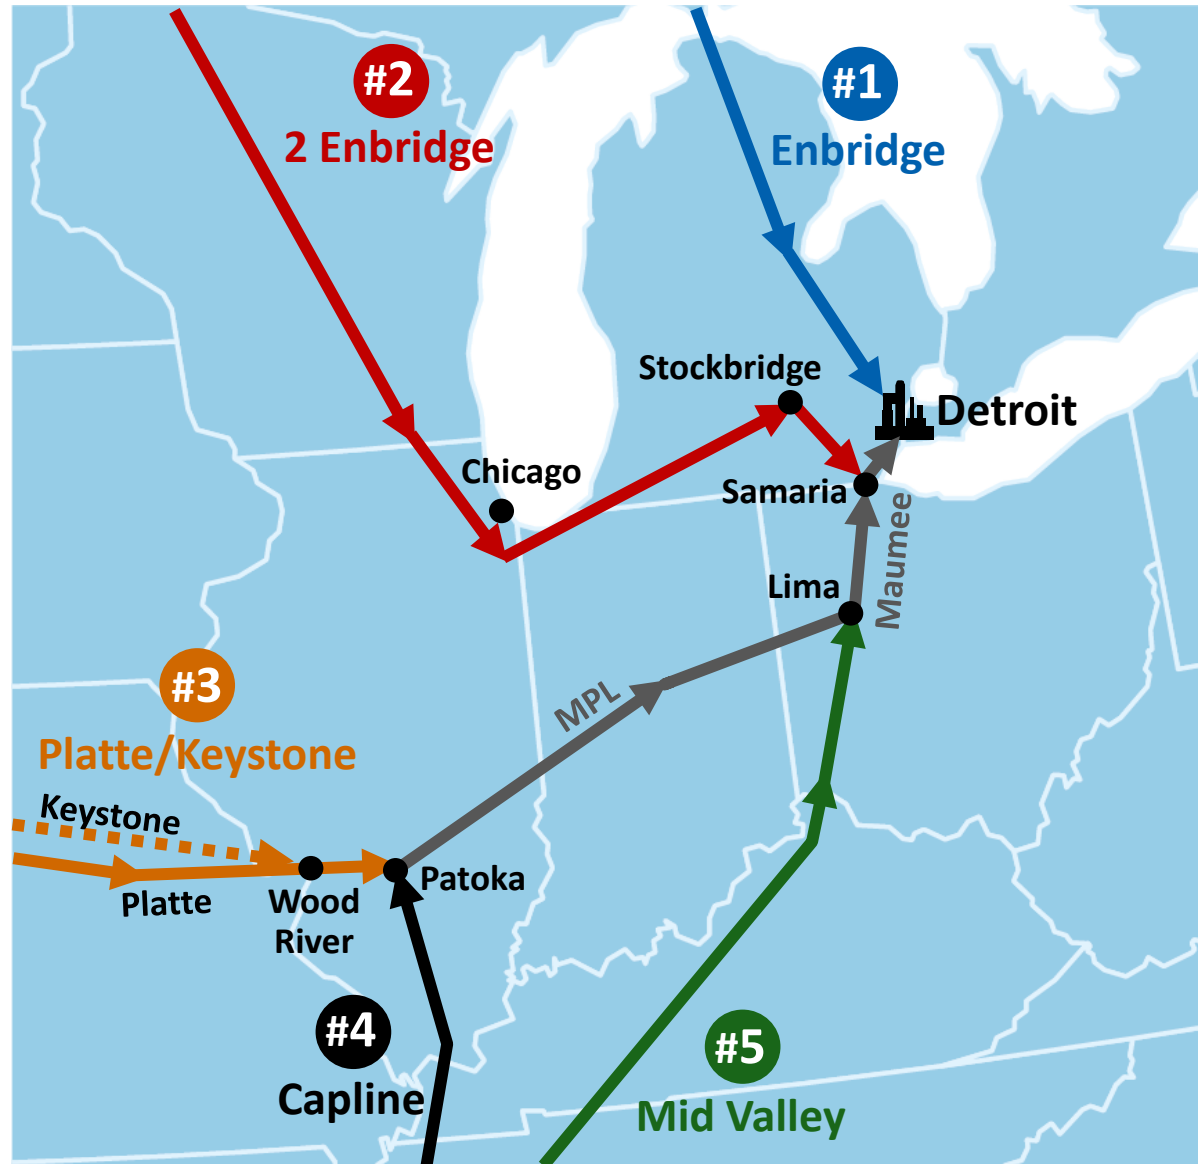 #2
2 Enbridge
#1
Enbridge
Stockbridge
Detroit
Chicago
Samaria
Maumee
Lima
#3
MPL
Platte/Keystone
Keystone
Platte
Wood
River
Patoka
#4
Capline
#5
Mid Valley